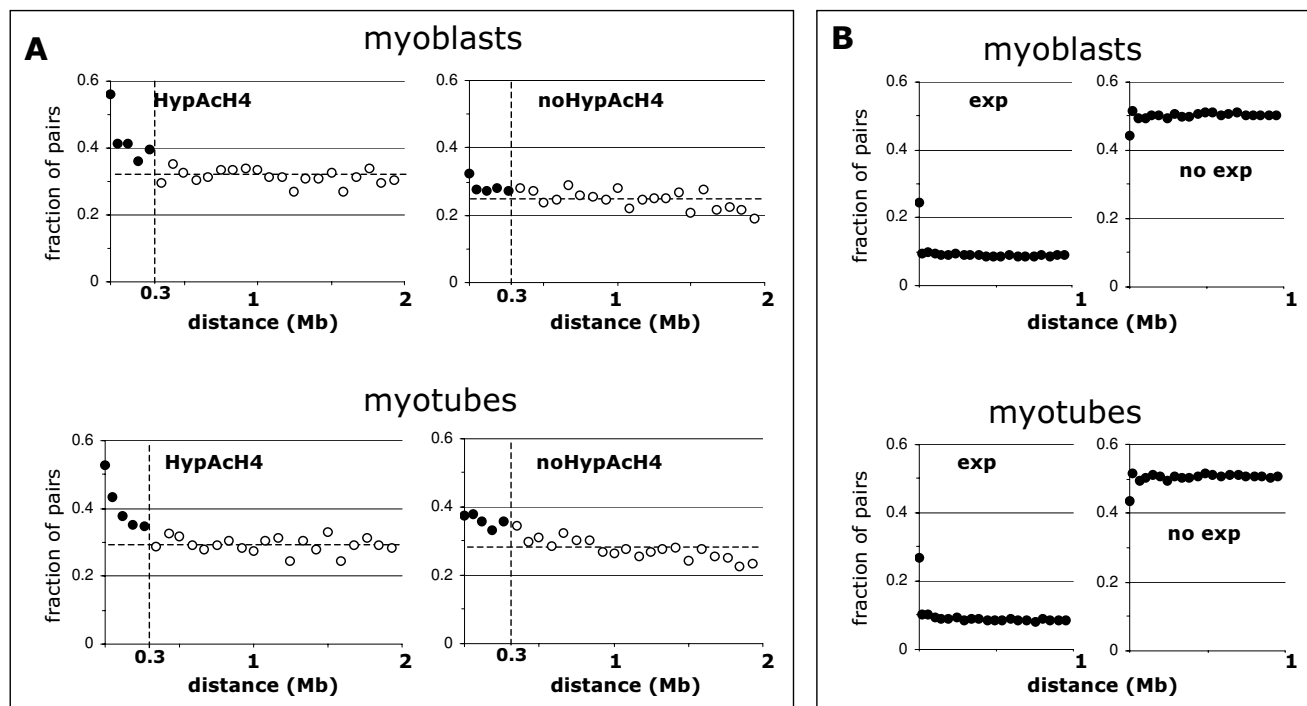 A
myoblasts
HypAcH4
noHypAcH4
fraction of pairs
0.6
0.4
0.2
0
0.3
1
2
distance (Mb)
0.6
0.4
0.2
0
0.3
1
2
distance (Mb)
myotubes
HypAcH4
noHypAcH4
fraction of pairs
0.6
0.4
0.2
0
0.3
1
2
distance (Mb)
0.6
0.4
0.2
0
0.3
1
2
distance (Mb)
B
myoblasts
exp
no exp
fraction of pairs
0.6
0.4
0.2
0
1
distance (Mb)
0.6
0.4
0.2
0
1
distance (Mb)
myotubes
exp
no exp
fraction of pairs
0.6
0.4
0.2
0
1
distance (Mb)
0.6
0.4
0.2
0
1
distance (Mb)